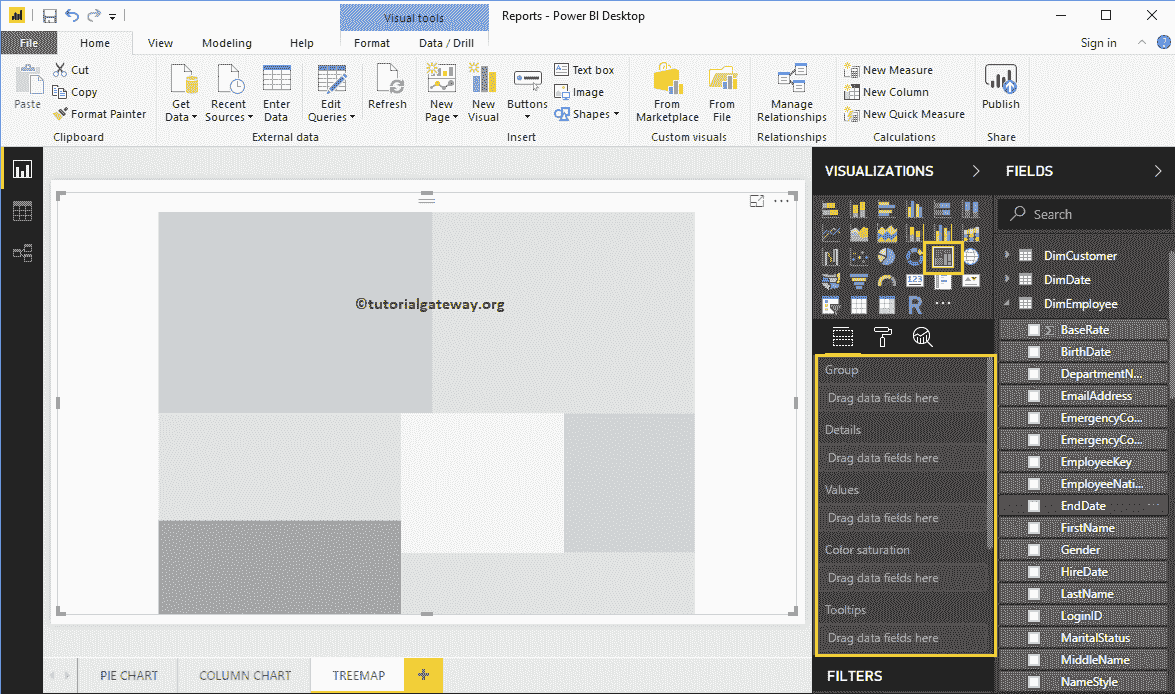 Visual tools
Reports - Power BI Desktop
File
Home
View
Modeling
Help
Format
Data / Drill
Sign in
?
Paste
Cut
Copy
Format Painter
Clipboard
Get Data
Recent Sources
Enter Data
Edit Queries
External data
Refresh
New Page
New Visual
Buttons
Text box
Image
Shapes
Insert
From Marketplace
From File
Custom visuals
Manage Relationships
Relationships
New Measure
New Column
New Quick Measure
Calculations
Publish
Share
©tutorialgateway.org
VISUALIZATIONS
123
R
Group
Drag data fields here
Details
Drag data fields here
Values
Drag data fields here
Color saturation
Drag data fields here
Tooltips
Drag data fields here
FILTERS
FIELDS
Search
DimCustomer
DimDate
DimEmployee
Σ BaseRate
BirthDate
DepartmentN...
EmailAddress
EmergencyCo...
EmergencyCo...
EmployeeKey
EmployeeNati...
EndDate
FirstName
Gender
HireDate
LastName
LoginID
MaritalStatus
MiddleName
NameStyle
PIE CHART
COLUMN CHART
TREEMAP
+